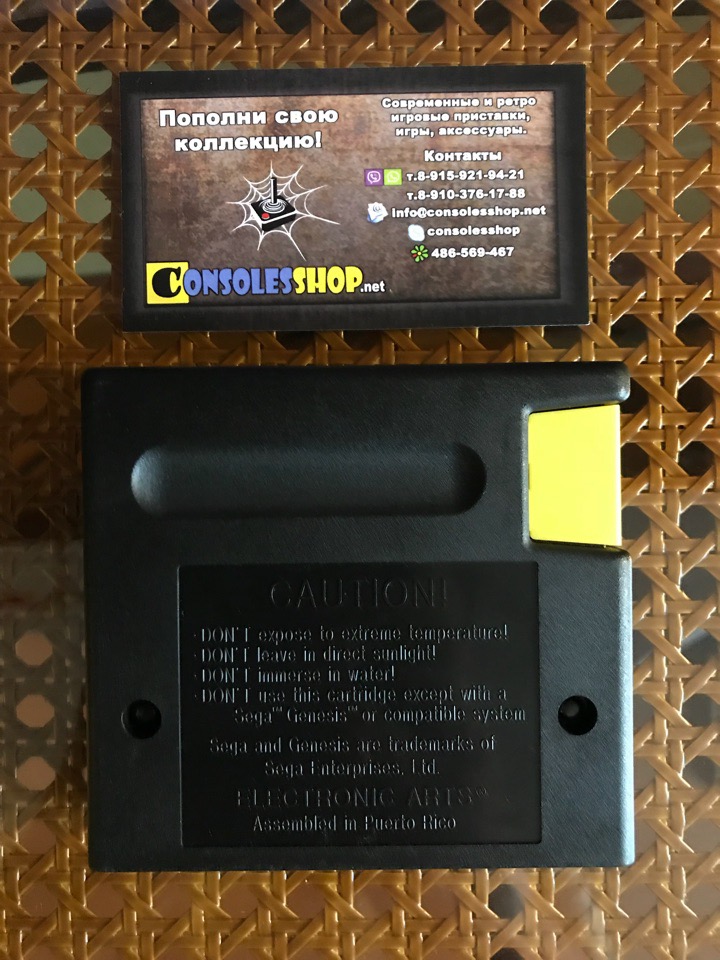 Пополни свою
коллекцию!
Современные и ретро
игровые приставки,
игры, аксессуары.
Контакты
т.8-915-921-94-21
т.8-910-376-17-88
info@consolesshop.net
consolesshop
486-569-467
CONSOLESSHOP.net
CAUTION!
·DON'T expose to extreme temperature!
·DON'T leave in direct sunlight!
·DON'T immerse in water!
·DON'T use this cartridge except with a
Sega™ Genesis™ or compatible system
Sega and Genesis are trademarks of
Sega Enterprises, Ltd.
ELECTRONIC ARTS™
Assembled in Puerto Rico